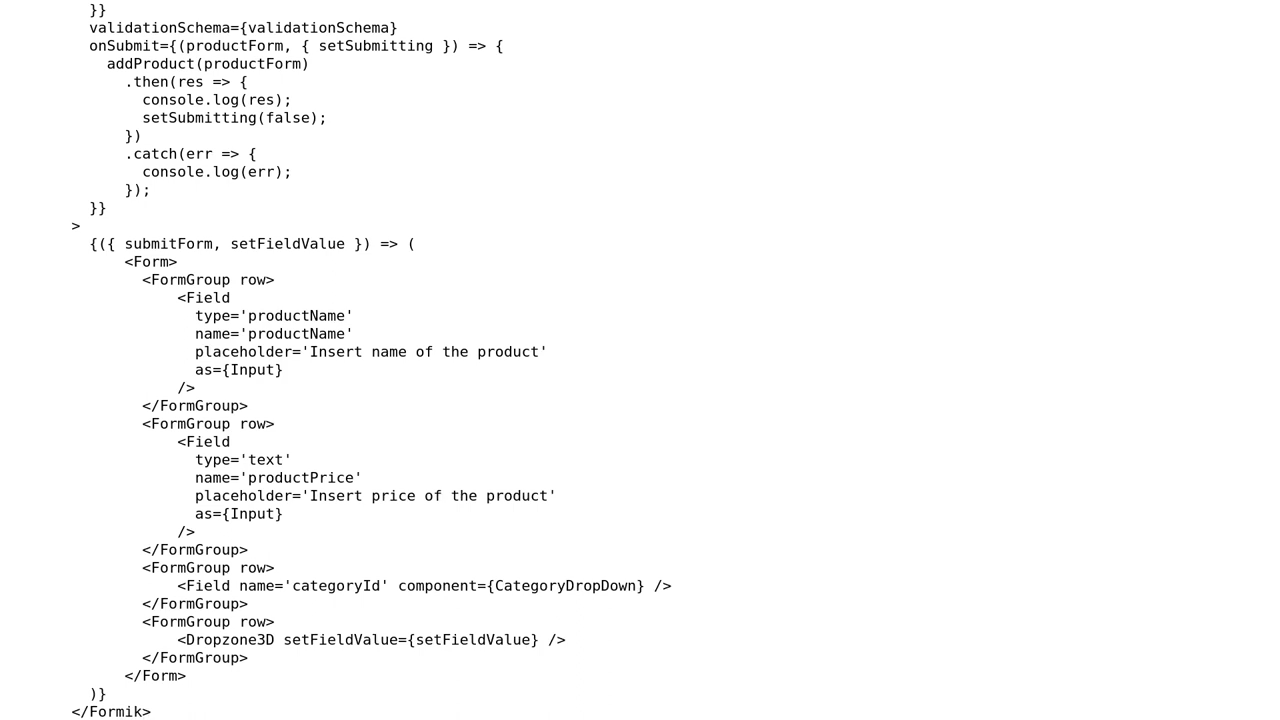 }}
validationSchema={validationSchema}
onSubmit={(productForm, { setSubmitting }) => {
addProduct(productForm)
.then(res => {
console.log(res);
setSubmitting(false);
})
.catch(err => {
console.log(err);
});
}}
>
{({ submitForm, setFieldValue }) => (
<Form>
<FormGroup row>
<Field
type='productName'
name='productName'
placeholder='Insert name of the product'
as={Input}
/>
</FormGroup>
<FormGroup row>
<Field
type='text'
name='productPrice'
placeholder='Insert price of the product'
as={Input}
/>
</FormGroup>
<FormGroup row>
<Field name='categoryId' component={CategoryDropDown} />
</FormGroup>
<FormGroup row>
<Dropzone3D setFieldValue={setFieldValue} />
</FormGroup>
</Form>
)}
</Formik>